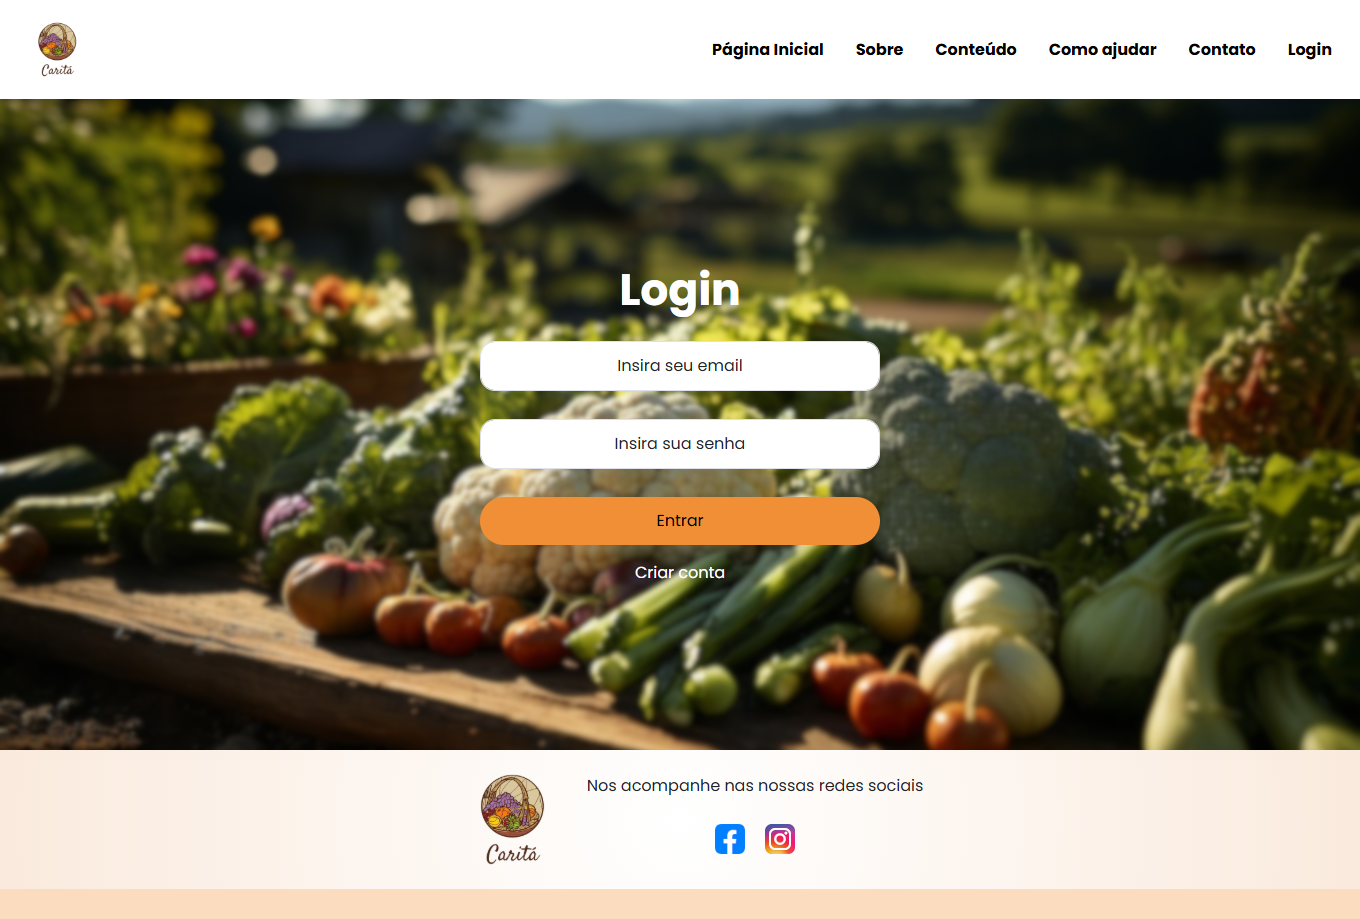 Caritá
Página Inicial Sobre Conteúdo Como ajudar Contato Login
Login
Insira seu email
Insira sua senha
Entrar
Criar conta
Nos acompanhe nas nossas redes sociais
Caritá